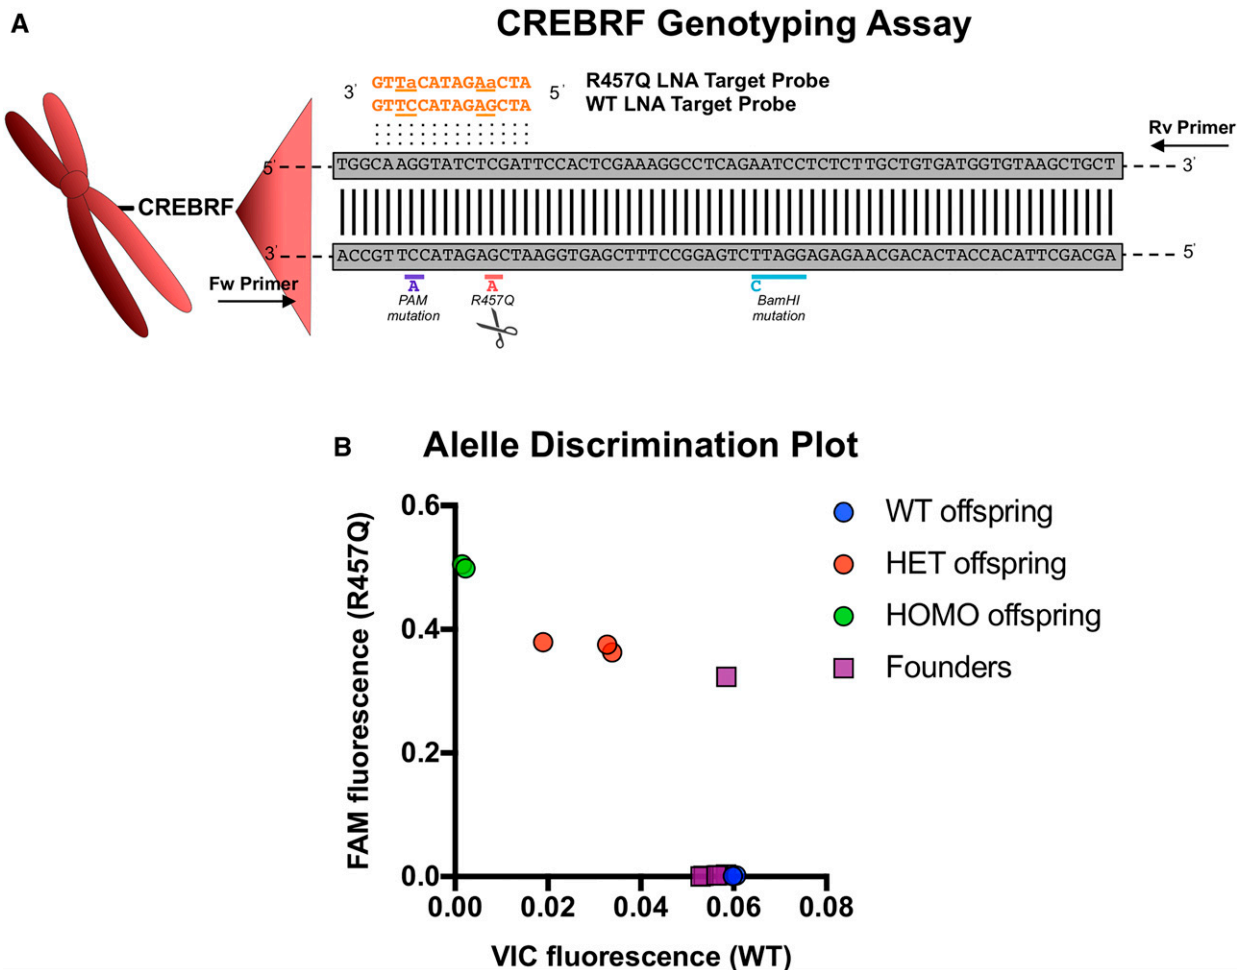 A
CREBRF Genotyping Assay
3' GTTTaCATAGAaCTA 5' R457Q LNA Target Probe
GTTTCCATAGAGCTA WT LNA Target Probe
Rv Primer
5' TGGCAAGGTATCTCGATTCCACTCGAAAGGCCTCAGAATCCTCTCTTGCTGTGATGGTGTAAGCTGCT 3'
CREBRF
3' ACCGTTCCATAGAGCTAAGGTGAGCTTTCCGGAGTCTTAGGAGAGAACGACACTACCACATTCGACGA 5'
Fw Primer
A A C
PAM mutation
R457Q
BamHI mutation
B
Alelle Discrimination Plot
FAM fluorescence (R457Q)
0.6
0.4
0.2
0.0
0.00 0.02 0.04 0.06 0.08
VIC fluorescence (WT)
WT offspring
HET offspring
HOMO offspring
Founders